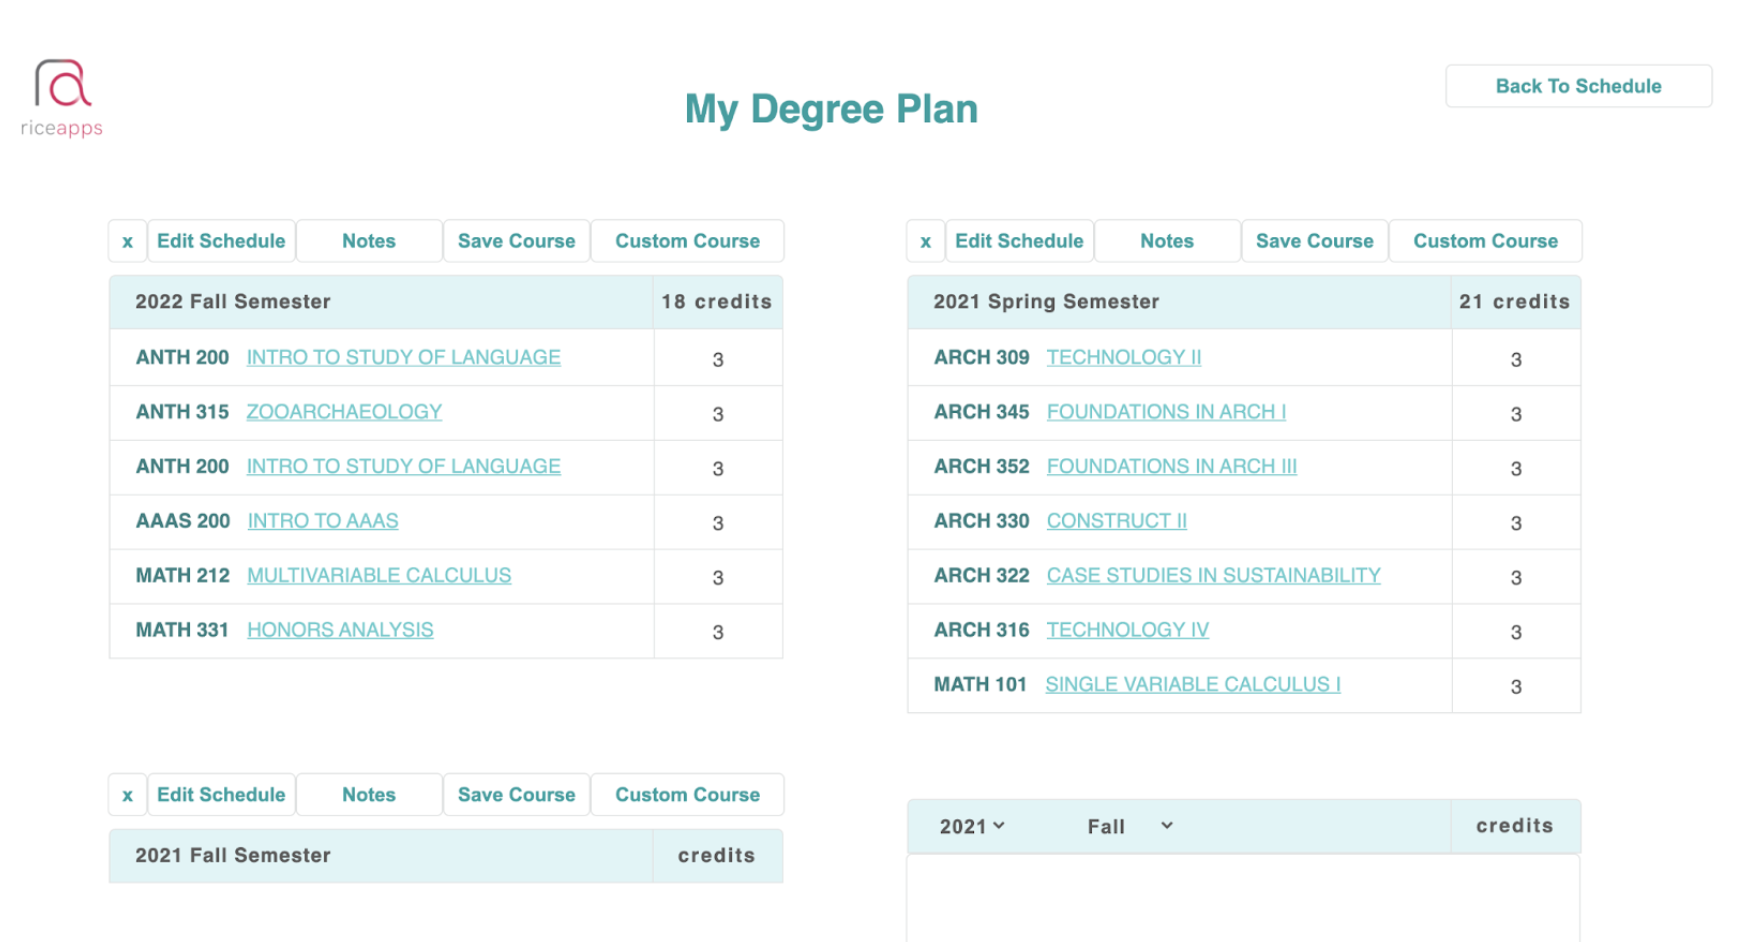 riceapps
My Degree Plan
Back To Schedule
x Edit Schedule Notes Save Course Custom Course
2022 Fall Semester 18 credits
ANTH 200 INTRO TO STUDY OF LANGUAGE 3
ANTH 315 ZOOARCHAEOLOGY 3
ANTH 200 INTRO TO STUDY OF LANGUAGE 3
AAAS 200 INTRO TO AAAS 3
MATH 212 MULTIVARIABLE CALCULUS 3
MATH 331 HONORS ANALYSIS 3
x Edit Schedule Notes Save Course Custom Course
2021 Spring Semester 21 credits
ARCH 309 TECHNOLOGY II 3
ARCH 345 FOUNDATIONS IN ARCH I 3
ARCH 352 FOUNDATIONS IN ARCH III 3
ARCH 330 CONSTRUCT II 3
ARCH 322 CASE STUDIES IN SUSTAINABILITY 3
ARCH 316 TECHNOLOGY IV 3
MATH 101 SINGLE VARIABLE CALCULUS I 3
x Edit Schedule Notes Save Course Custom Course
2021 Fall Semester credits
2021 Fall credits